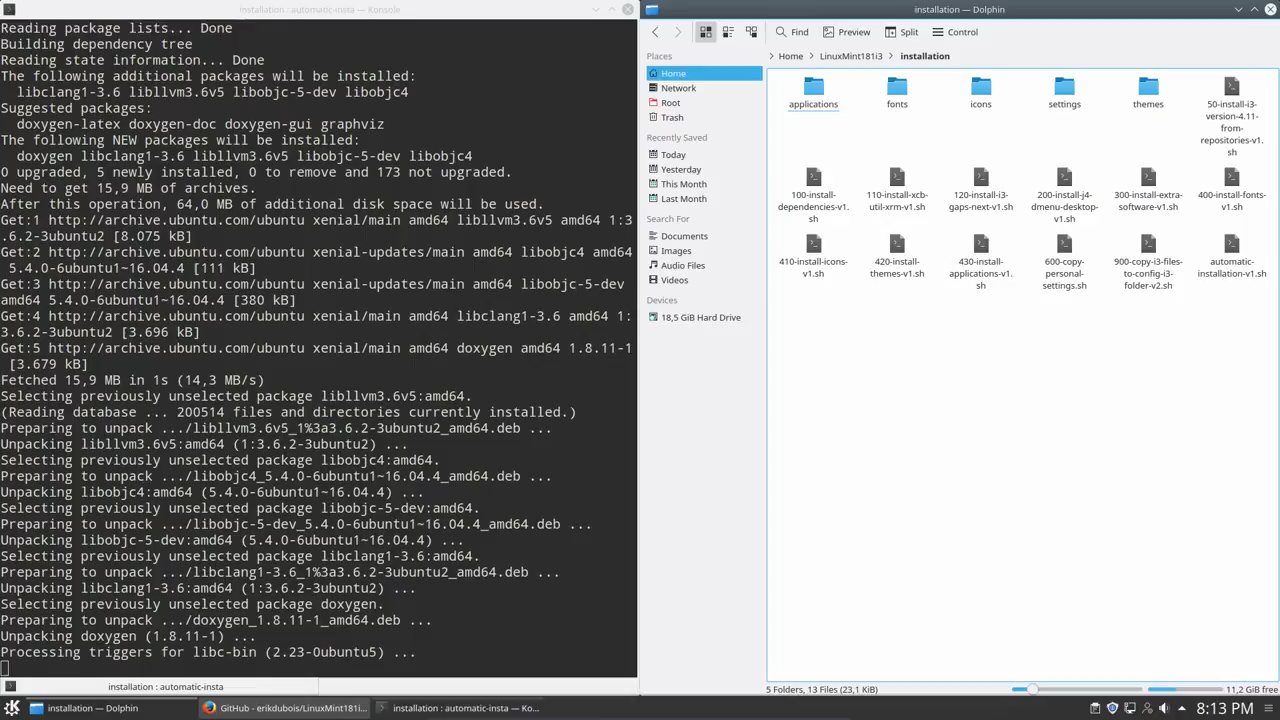 installation : automatic-insta — Konsole
Reading package lists... Done
Building dependency tree
Reading state information... Done
The following additional packages will be installed:
  libclang1-3.6 libllvm3.6v5 libobjc-5-dev libobjc4
Suggested packages:
  doxygen-latex doxygen-doc doxygen-gui graphviz
The following NEW packages will be installed:
  doxygen libclang1-3.6 libllvm3.6v5 libobjc-5-dev libobjc4
0 upgraded, 5 newly installed, 0 to remove and 173 not upgraded.
Need to get 15,9 MB of archives.
After this operation, 64,0 MB of additional disk space will be used.
Get:1 http://archive.ubuntu.com/ubuntu xenial/main amd64 libllvm3.6v5 amd64 1:3
.6.2-3ubuntu2 [8.075 kB]
Get:2 http://archive.ubuntu.com/ubuntu xenial-updates/main amd64 libobjc4 amd64
 5.4.0-6ubuntu1~16.04.4 [111 kB]
Get:3 http://archive.ubuntu.com/ubuntu xenial-updates/main amd64 libobjc-5-dev
amd64 5.4.0-6ubuntu1~16.04.4 [380 kB]
Get:4 http://archive.ubuntu.com/ubuntu xenial/main amd64 libclang1-3.6 amd64 1:
3.6.2-3ubuntu2 [3.696 kB]
Get:5 http://archive.ubuntu.com/ubuntu xenial/main amd64 doxygen amd64 1.8.11-1
 [3.679 kB]
Fetched 15,9 MB in 1s (14,3 MB/s)
Selecting previously unselected package libllvm3.6v5:amd64.
(Reading database ... 200514 files and directories currently installed.)
Preparing to unpack .../libllvm3.6v5_1%3a3.6.2-3ubuntu2_amd64.deb ...
Unpacking libllvm3.6v5:amd64 (1:3.6.2-3ubuntu2) ...
Selecting previously unselected package libobjc4:amd64.
Preparing to unpack .../libobjc4_5.4.0-6ubuntu1~16.04.4_amd64.deb ...
Unpacking libobjc4:amd64 (5.4.0-6ubuntu1~16.04.4) ...
Selecting previously unselected package libobjc-5-dev:amd64.
Preparing to unpack .../libobjc-5-dev_5.4.0-6ubuntu1~16.04.4_amd64.deb ...
Unpacking libobjc-5-dev:amd64 (5.4.0-6ubuntu1~16.04.4) ...
Selecting previously unselected package libclang1-3.6:amd64.
Preparing to unpack .../libclang1-3.6_1%3a3.6.2-3ubuntu2_amd64.deb ...
Unpacking libclang1-3.6:amd64 (1:3.6.2-3ubuntu2) ...
Selecting previously unselected package doxygen.
Preparing to unpack .../doxygen_1.8.11-1_amd64.deb ...
Unpacking doxygen (1.8.11-1) ...
Processing triggers for libc-bin (2.23-0ubuntu5) ...
installation : automatic-insta
installation — Dolphin
Find Preview Split Control
Home LinuxMint181i3 installation
Places
Home
Network
Root
Trash
Recently Saved
Today
Yesterday
This Month
Last Month
Search For
Documents
Images
Audio Files
Videos
Devices
18,5 GiB Hard Drive
applications
fonts
icons
settings
themes
50-install-i3-
version-4.11-
from-
repositories-v1.
sh
100-install-
dependencies-v1.
sh
110-install-xcb-
util-xrm-v1.sh
120-install-i3-
gaps-next-v1.sh
200-install-j4-
dmenu-desktop-
v1.sh
300-install-extra-
software-v1.sh
400-install-fonts-
v1.sh
410-install-icons-
v1.sh
420-install-
themes-v1.sh
430-install-
applications-v1.
sh
600-copy-
personal-
settings.sh
900-copy-i3-files-
to-config-i3-
folder-v2.sh
automatic-
installation-v1.sh
5 Folders, 13 Files (23,1 KiB)
11,2 GiB free
installation — Dolphin
GitHub - erikdubois/LinuxMint181i...
installation : automatic-insta — Ko...
8:13 PM